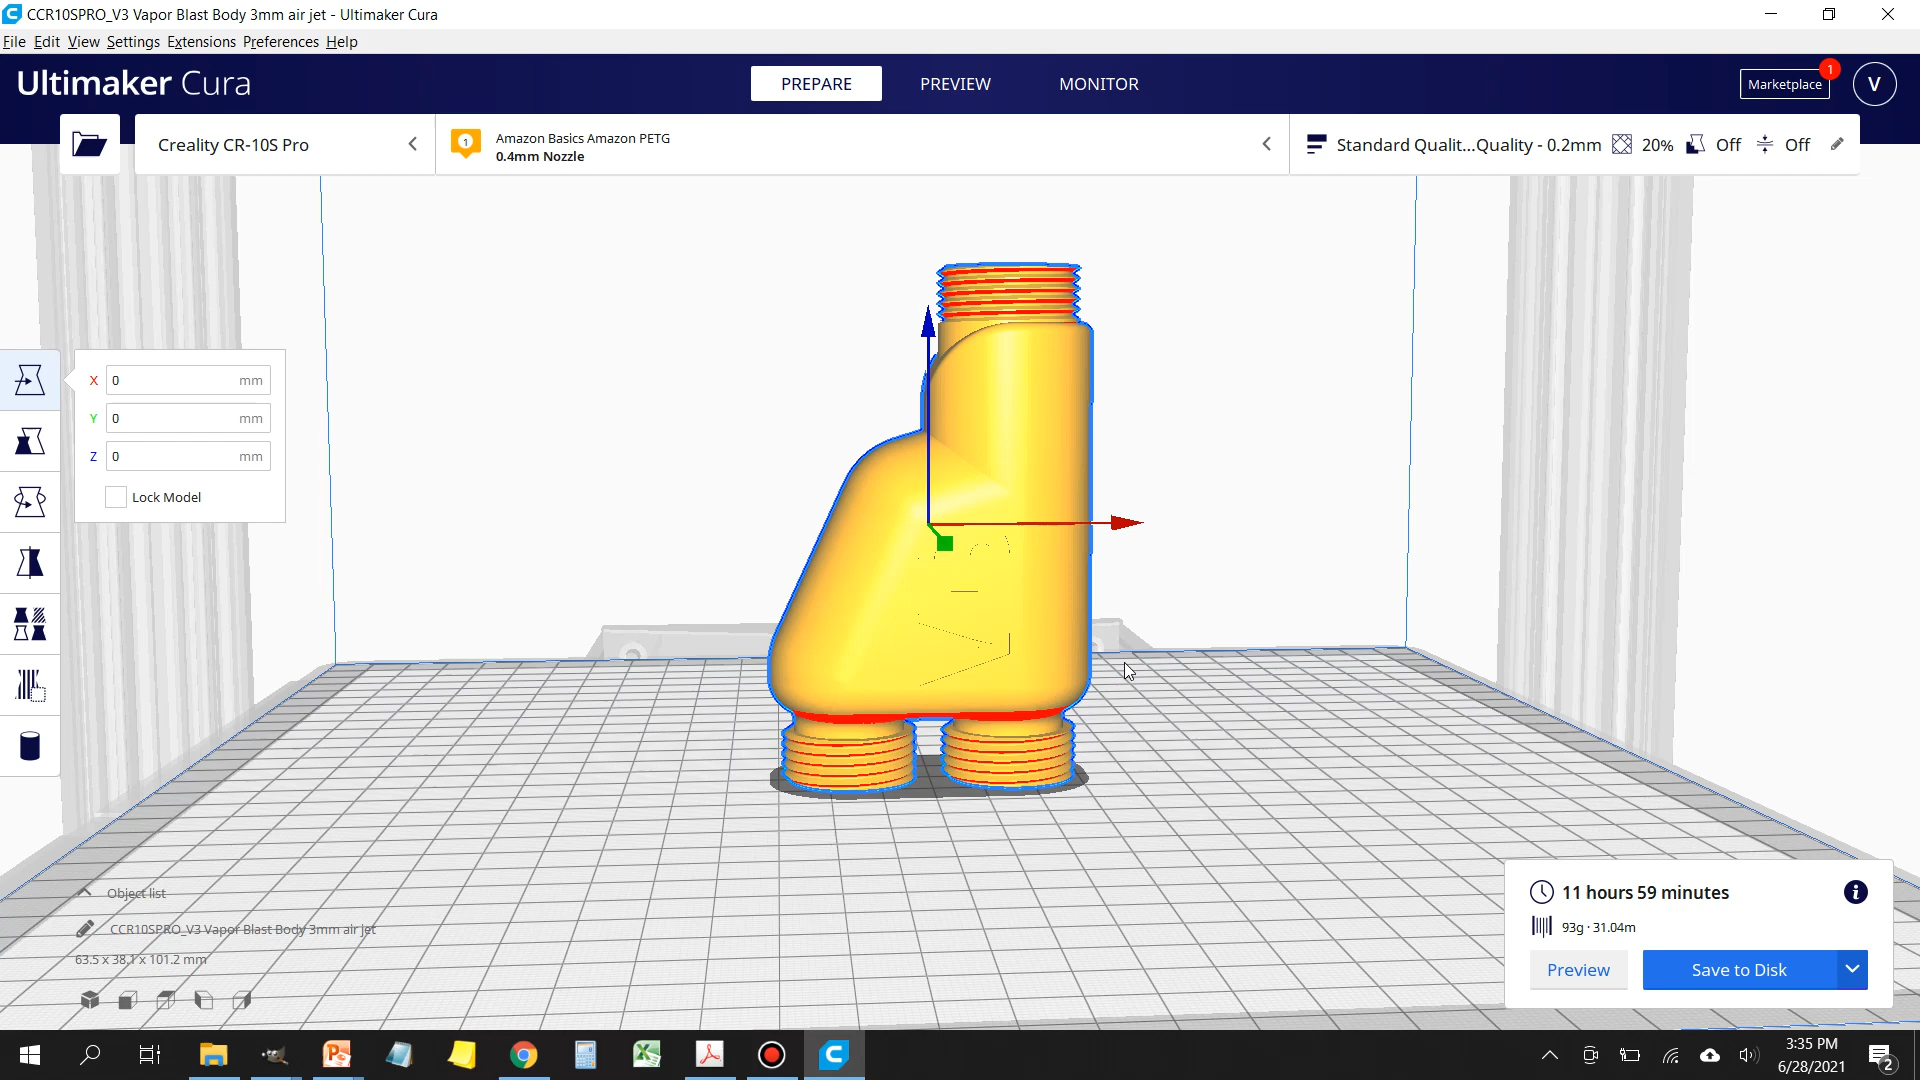 CCR10SPRO_V3 Vapor Blast Body 3mm air jet - Ultimaker Cura
File Edit View Settings Extensions Preferences Help
Ultimaker Cura
PREPARE
PREVIEW
MONITOR
Marketplace
1
V
Creality CR-10S Pro
1
Amazon Basics Amazon PETG
0.4mm Nozzle
Standard Qualit...Quality - 0.2mm
20%
Off
Off
X 0 mm
Y 0 mm
Z 0 mm
Lock Model
Object list
CCR10SPRO_V3 Vapor Blast Body 3mm air jet
63.5 x 38.1 x 101.2 mm
11 hours 59 minutes
93g · 31.04m
Preview
Save to Disk
3:35 PM
6/28/2021
2